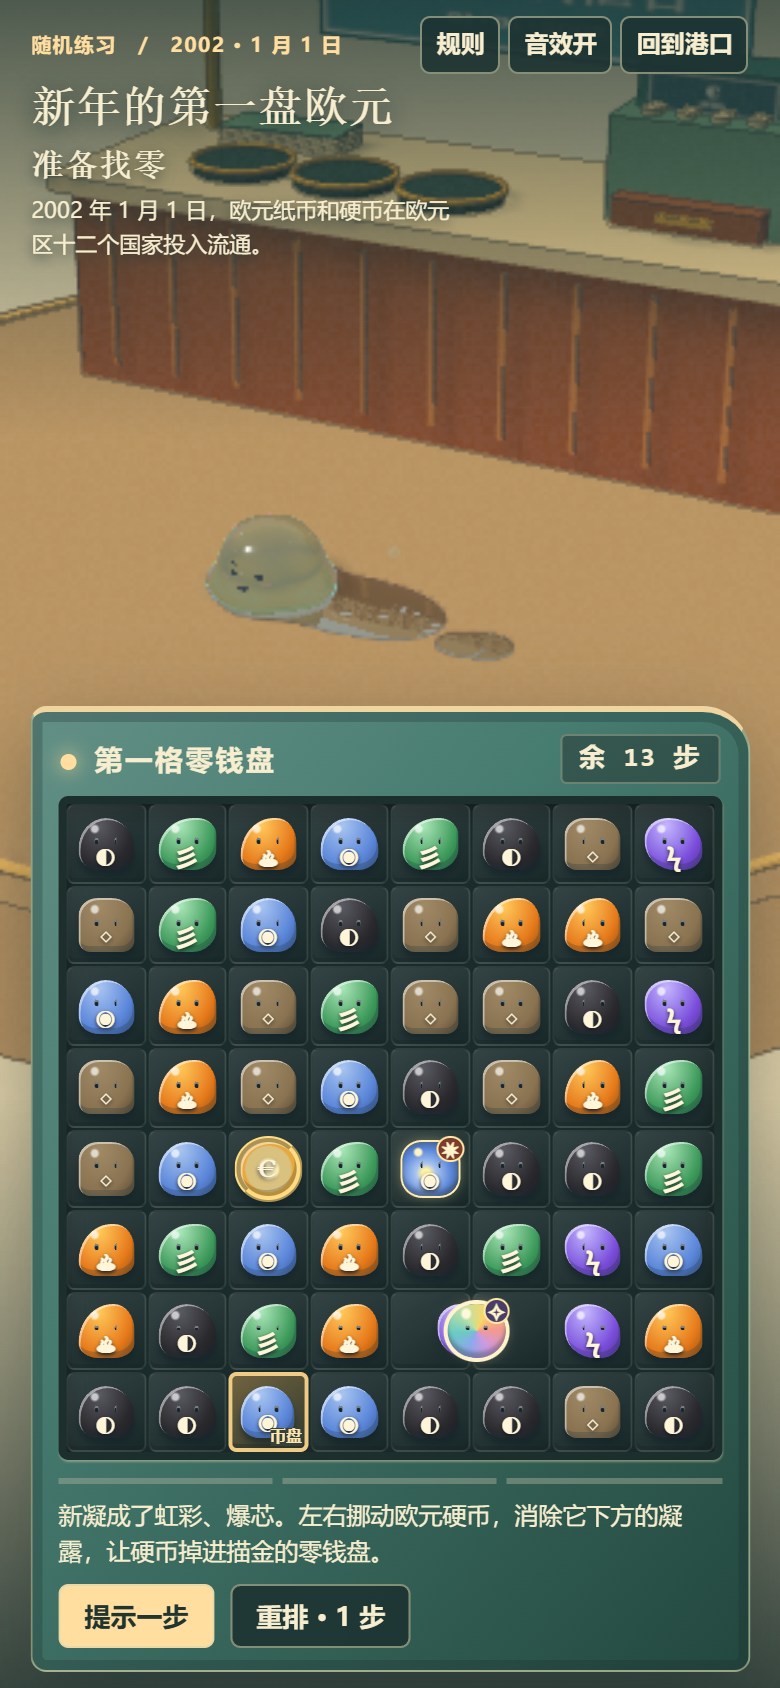 随机练习 / 2002 • 1 月 1 日
规则
音效开
回到港口
新年的第一盘欧元
准备找零
2002 年 1 月 1 日，欧元纸币和硬币在欧元
区十二个国家投入流通。
第一格零钱盘
余 13 步
€
币盘
新凝成了虹彩、爆芯。左右挪动欧元硬币，消除它下方的凝
露，让硬币掉进描金的零钱盘。
提示一步
重排 • 1 步